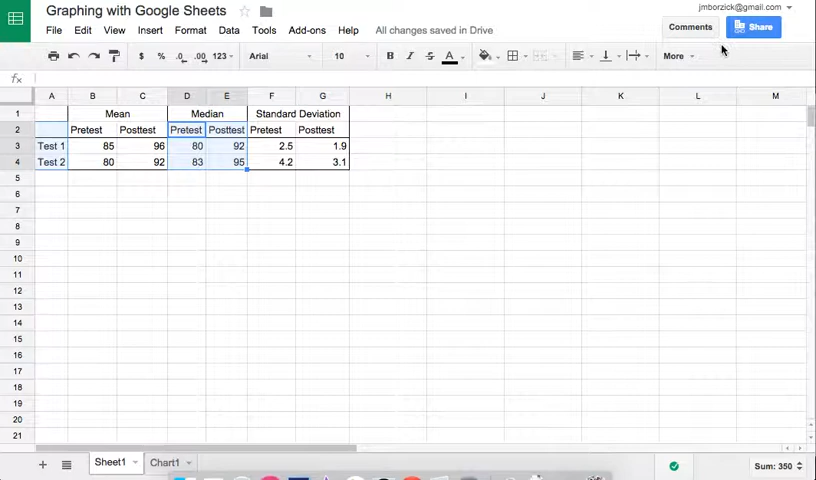 Graphing with Google Sheets
jmborzick@gmail.com
File Edit View Insert Format Data Tools Add-ons Help All changes saved in Drive
Comments Share
$ % .0 .00 123 Arial 10 B I S A More
fx
A B C D E F G H I J K L M
1 Mean Median Standard Deviation
2 Pretest Posttest Pretest Posttest Pretest Posttest
3 Test 1 85 96 80 92 2.5 1.9
4 Test 2 80 92 83 95 4.2 3.1
5
6
7
8
9
10
11
12
13
14
15
16
17
18
19
20
21
Sheet1 Chart1 Sum: 350